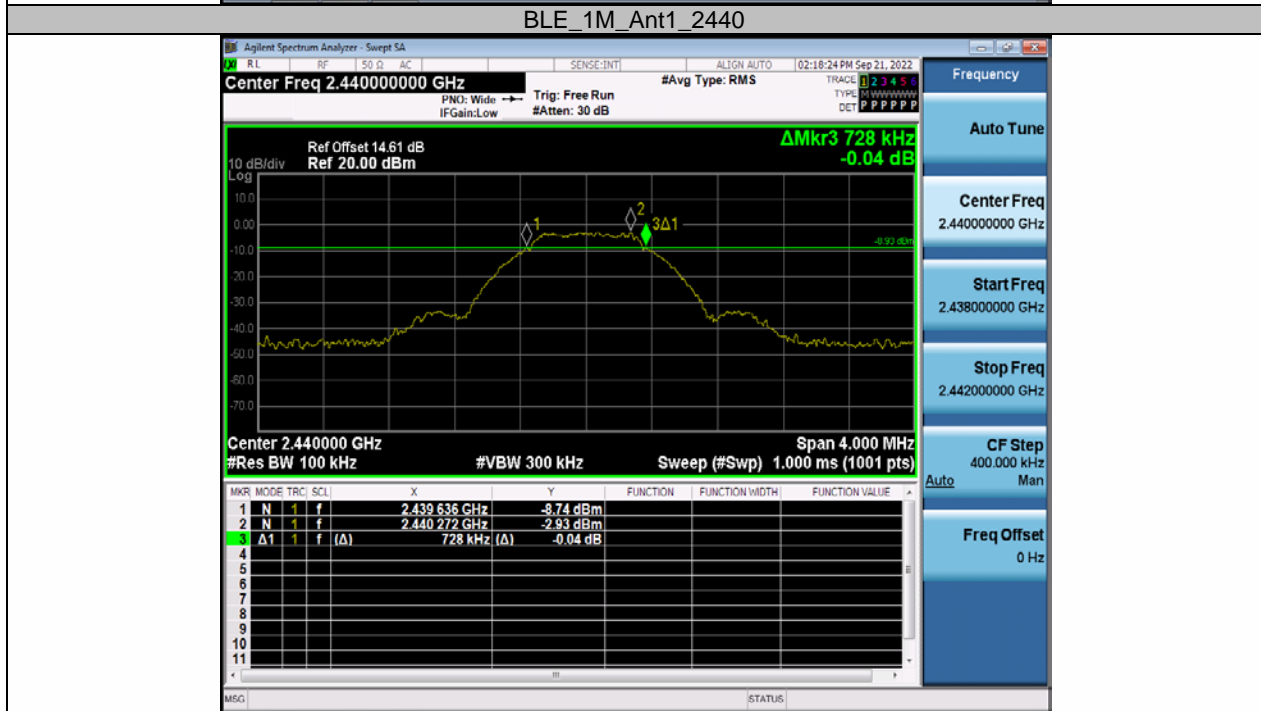 BLE_1M_Ant1_2440
Agilent Spectrum Analyzer - Swept SA
RL RF 50 Ω AC SENSE:INT ALIGN AUTO 02:18:24 PM Sep 21, 2022
Center Freq 2.440000000 GHz
PNO: Wide
IFGain:Low
Trig: Free Run
#Atten: 30 dB
#Avg Type: RMS
TRACE 1 2 3 4 5 6
TYPE M W W W W W
DET P P P P P P
Frequency
Auto Tune
Center Freq
2.440000000 GHz
Start Freq
2.438000000 GHz
Stop Freq
2.442000000 GHz
CF Step
400.000 kHz
Auto Man
Freq Offset
0 Hz
ΔMkr3 728 kHz
-0.04 dB
Ref Offset 14.61 dB
10 dB/div Ref 20.00 dBm
Log
10.0
0.00
-10.0
-20.0
-30.0
-40.0
-50.0
-60.0
-70.0
1
2
3Δ1
Center 2.440000 GHz Span 4.000 MHz
#Res BW 100 kHz #VBW 300 kHz Sweep (#Swp) 1.000 ms (1001 pts)
MKR MODE TRC SCL X Y FUNCTION FUNCTION WIDTH FUNCTION VALUE
1 N 1 f 2.439 636 GHz -8.74 dBm
2 N 1 f 2.440 272 GHz -2.93 dBm
3 Δ1 1 f (Δ) 728 kHz (Δ) -0.04 dB
4
5
6
7
8
9
10
11
MSG STATUS